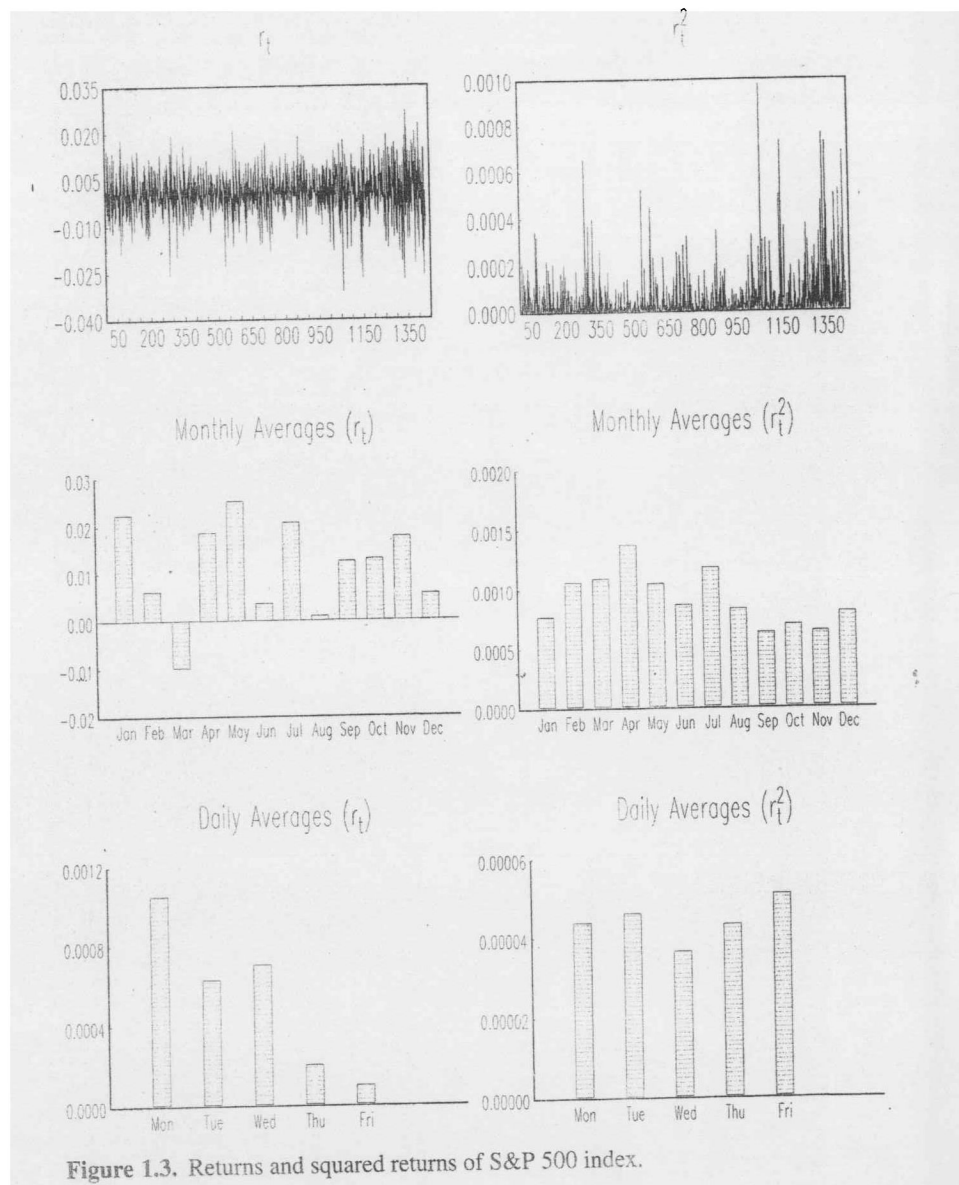 r_t
0.035
0.020
0.005
−0.010
−0.025
−0.040
50 200 350 500 650 800 950 1150 1350
r_t^2
0.0010
0.0008
0.0006
0.0004
0.0002
0.0000
50 200 350 500 650 800 950 1150 1350
Monthly Averages (r_t)
0.03
0.02
0.01
0.00
−0.01
−0.02
Jan Feb Mar Apr May Jun Jul Aug Sep Oct Nov Dec
Monthly Averages (r_t^2)
0.0020
0.0015
0.0010
0.0005
0.0000
Jan Feb Mar Apr May Jun Jul Aug Sep Oct Nov Dec
Daily Averages (r_t)
0.0012
0.0008
0.0004
0.0000
Mon Tue Wed Thu Fri
Daily Averages (r_t^2)
0.00006
0.00004
0.00002
0.00000
Mon Tue Wed Thu Fri
Figure 1.3. Returns and squared returns of S&P 500 index.